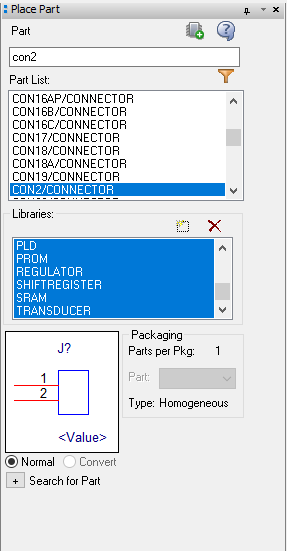 Place Part
Part
con2
Part List:
CON16AP/CONNECTOR
CON16B/CONNECTOR
CON16C/CONNECTOR
CON17/CONNECTOR
CON18/CONNECTOR
CON18A/CONNECTOR
CON19/CONNECTOR
CON2/CONNECTOR
Libraries:
PLD
PROM
REGULATOR
SHIFTREGISTER
SRAM
TRANSDUCER
J?
1
2
<Value>
Packaging
Parts per Pkg: 1
Part:
Type: Homogeneous
Normal Convert
+ Search for Part